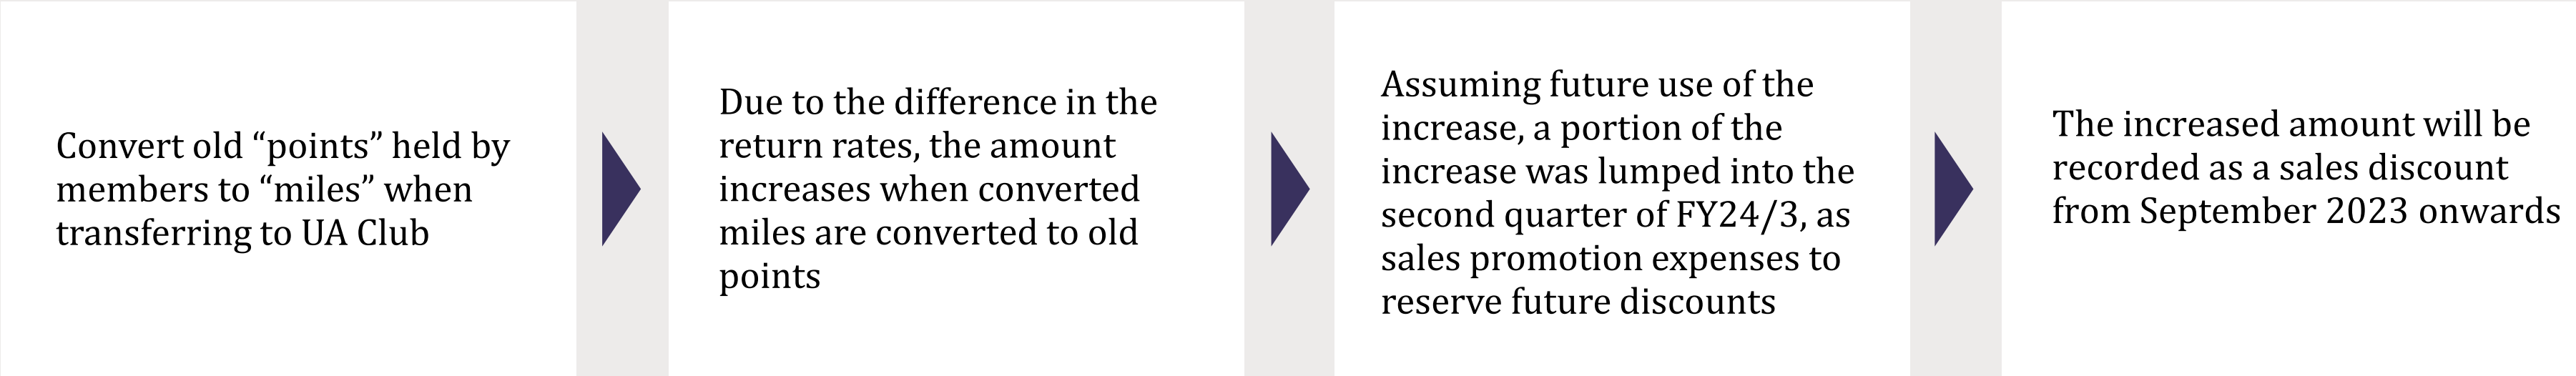 Convert old “points” held by
members to “miles” when
transferring to UA Club
Due to the difference in the
return rates, the amount
increases when converted
miles are converted to old
points
Assuming future use of the
increase, a portion of the
increase was lumped into the
second quarter of FY24/3, as
sales promotion expenses to
reserve future discounts
The increased amount will be
recorded as a sales discount
from September 2023 onwards